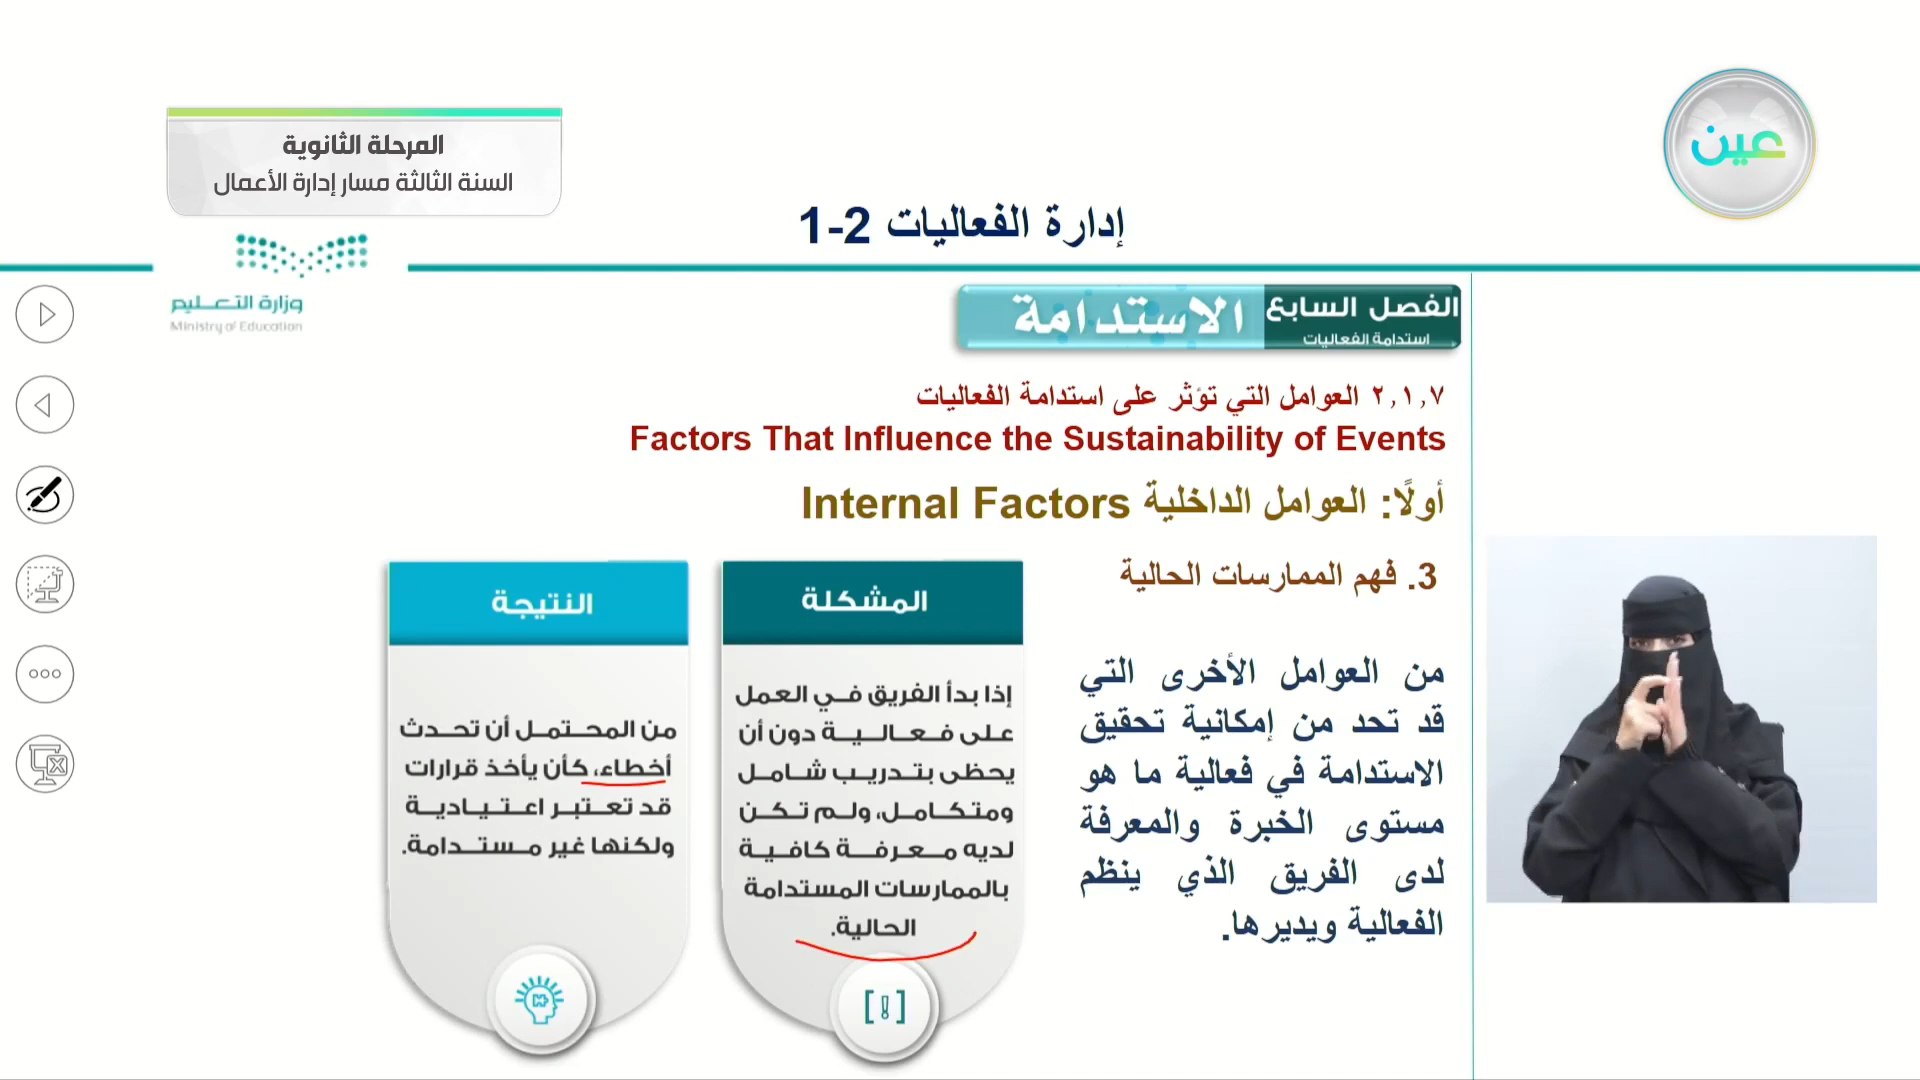 المرحلة الثانوية
السنة الثالثة مسار إدارة الأعمال
عين
إدارة الفعاليات 2-1
وزارة التعليم
Ministry of Education
الفصل السابع
استدامة الفعاليات
الاستدامة
٢,١,٧ العوامل التي تؤثر على استدامة الفعاليات
Factors That Influence the Sustainability of Events
أولًا: العوامل الداخلية Internal Factors
3. فهم الممارسات الحالية
من العوامل الأخرى التي
قد تحد من إمكانية تحقيق
الاستدامة في فعالية ما هو
مستوى الخبرة والمعرفة
لدى الفريق الذي ينظم
الفعالية ويديرها.
المشكلة
إذا بدأ الفريق في العمل
على فعالية دون أن
يحظى بتدريب شامل
ومتكامل، ولم تكن
لديه معرفة كافية
بالممارسات المستدامة
الحالية.
[!]
النتيجة
من المحتمل أن تحدث
أخطاء، كأن يأخذ قرارات
قد تعتبر اعتيادية
ولكنها غير مستدامة.